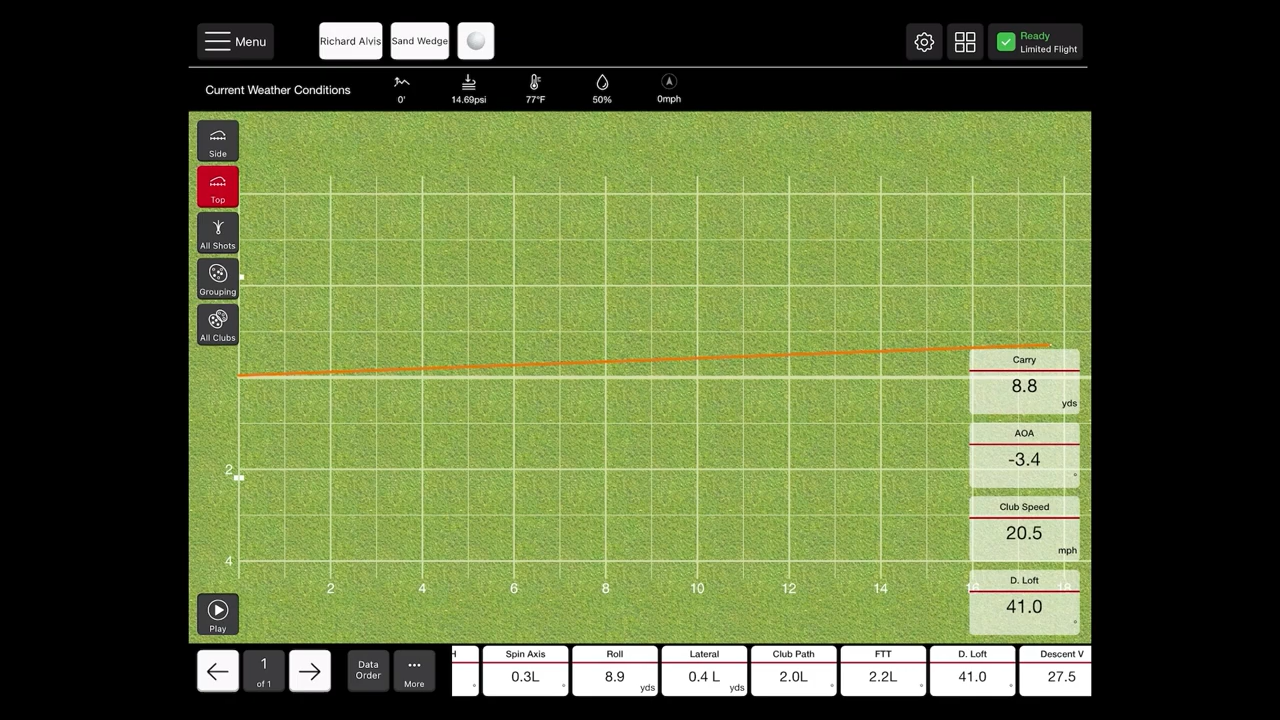 Menu
Richard Alvis
Sand Wedge
Ready
Limited Flight
Current Weather Conditions
0'
14.69psi
77°F
50%
0mph
Side
Top
All Shots
Grouping
All Clubs
Carry
8.8
yds
AOA
-3.4
°
Club Speed
20.5
mph
D. Loft
41.0
°
2
4
2 4 6 8 10 12 14 16 18
Play
1
of 1
Data
Order
More
H Spin Axis Roll Lateral Club Path FTT D. Loft Descent V
° 0.3L ° 8.9 yds 0.4 L yds 2.0L ° 2.2L ° 41.0 ° 27.5